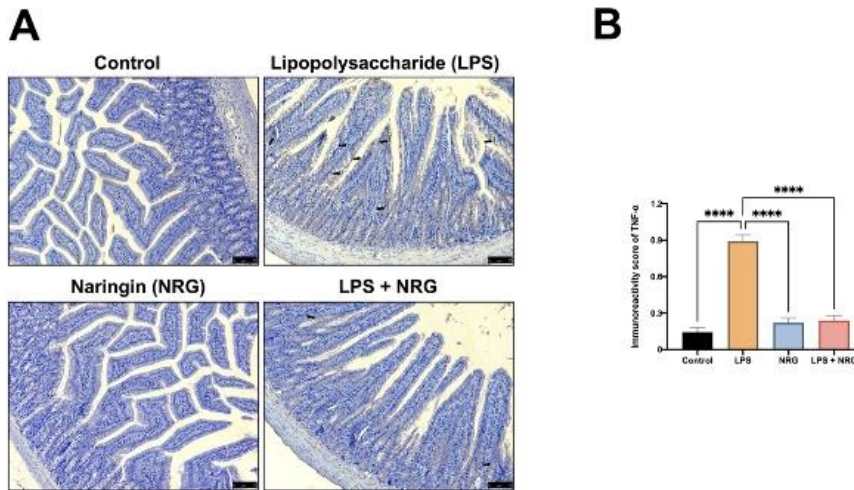 A
Control
Lipopolysaccharide (LPS)
Naringin (NRG)
LPS + NRG
B
Immunoreactivity score of TNF-α
1.2
0.9
0.6
0.3
0
****
****
****
Control
LPS
NRG
LPS + NRG